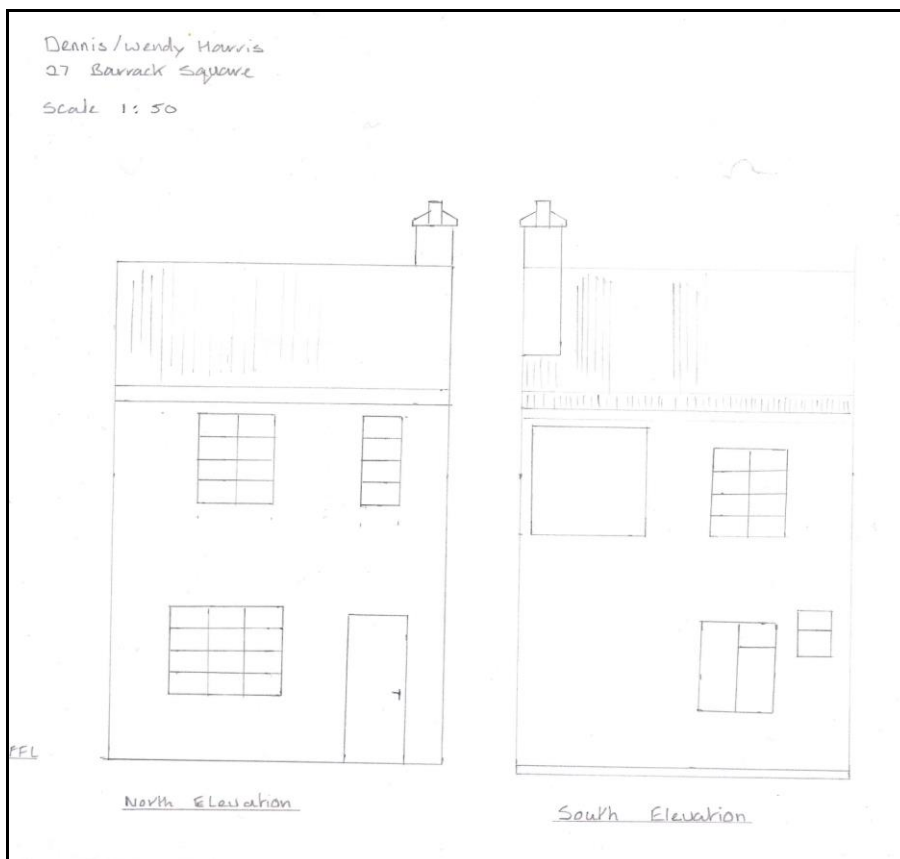 Dennis/Wendy Harris
27 Barrack Square
Scale 1:50
FFL
North Elevation
South Elevation